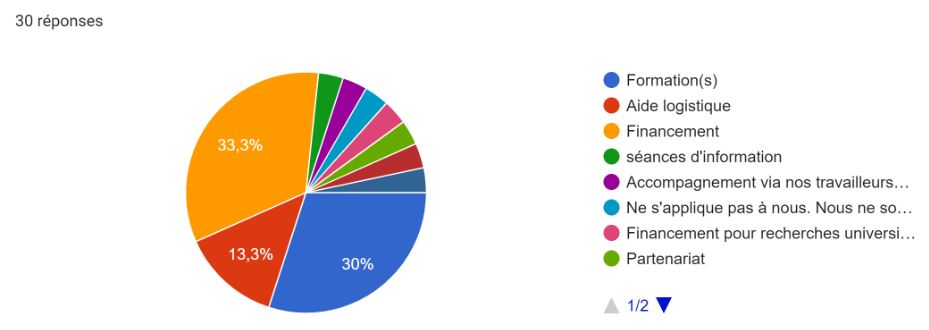 30 réponses
33,3%
13,3%
30%
Formation(s)
Aide logistique
Financement
séances d'information
Accompagnement via nos travailleurs…
Ne s'applique pas à nous. Nous ne so…
Financement pour recherches universi…
Partenariat
1/2